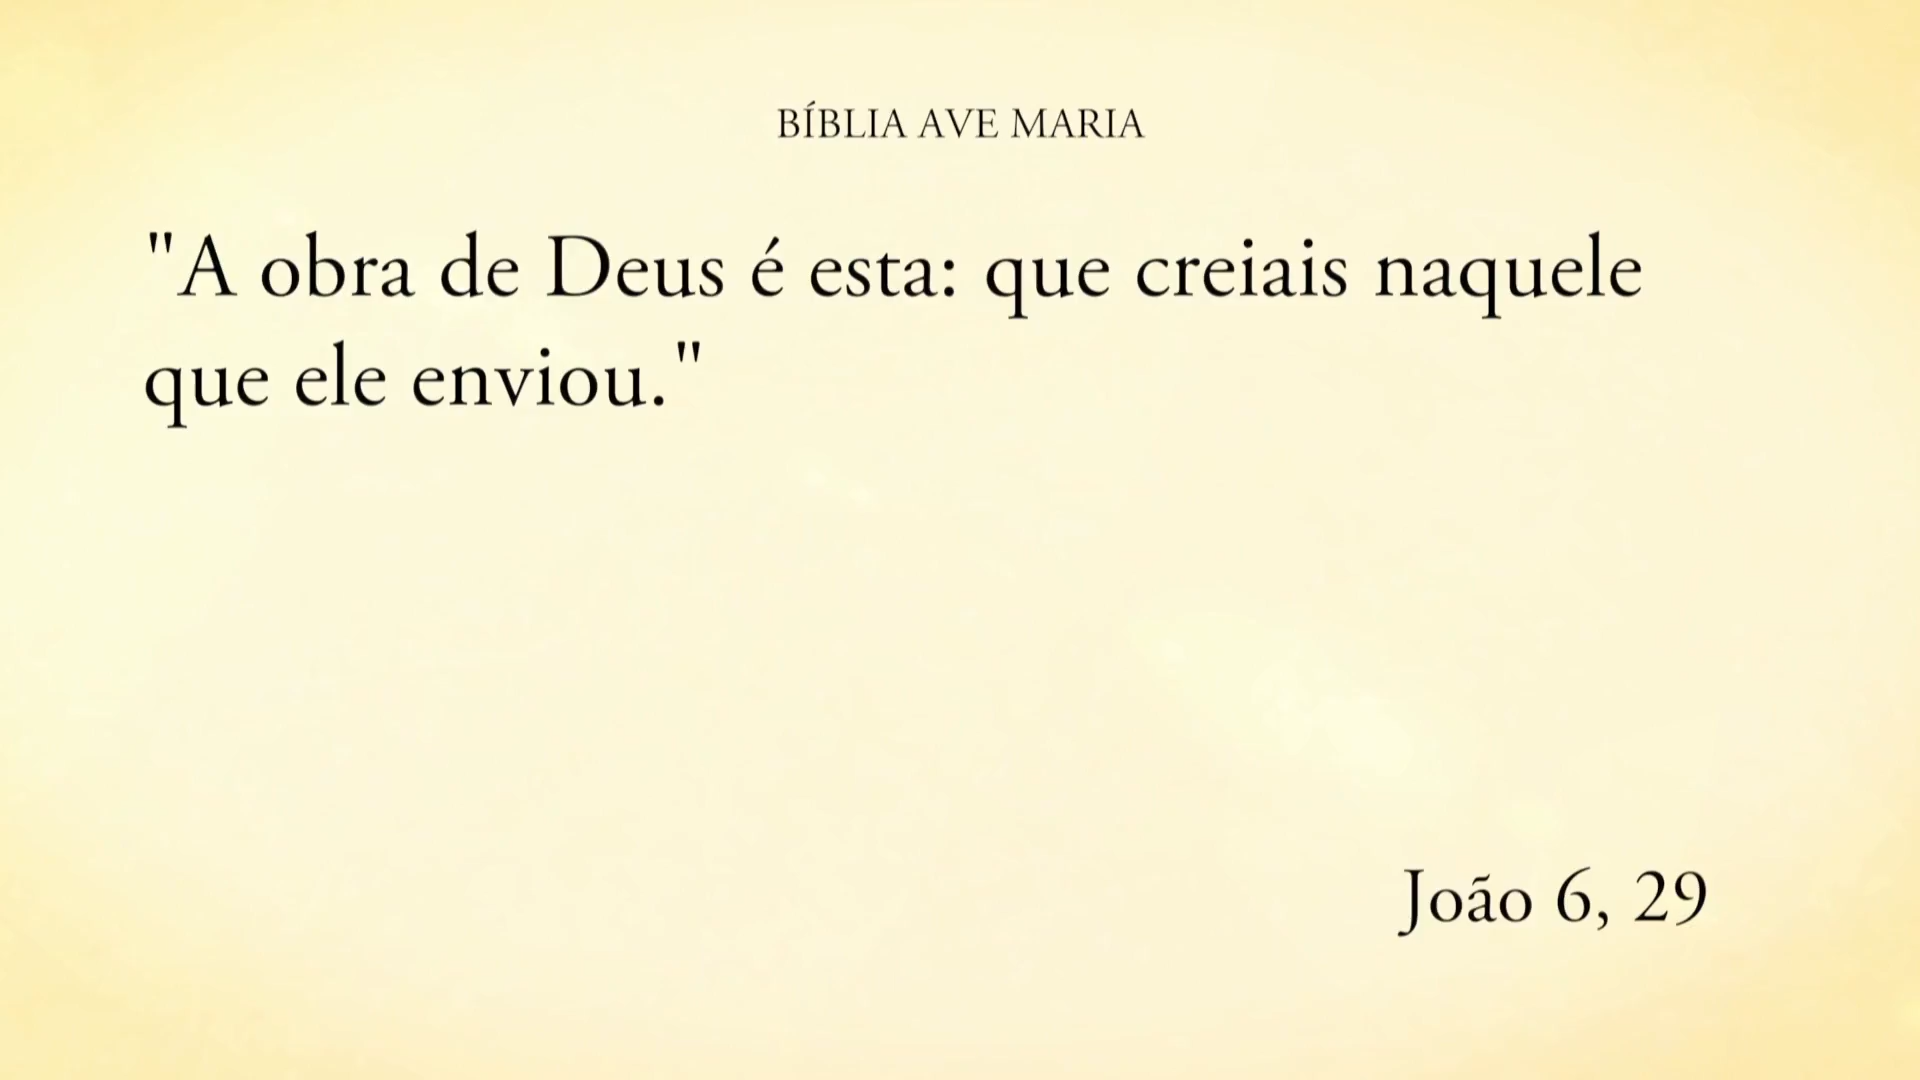 BÍBLIA AVE MARIA
"A obra de Deus é esta: que creiais naquele
que ele enviou."
João 6, 29